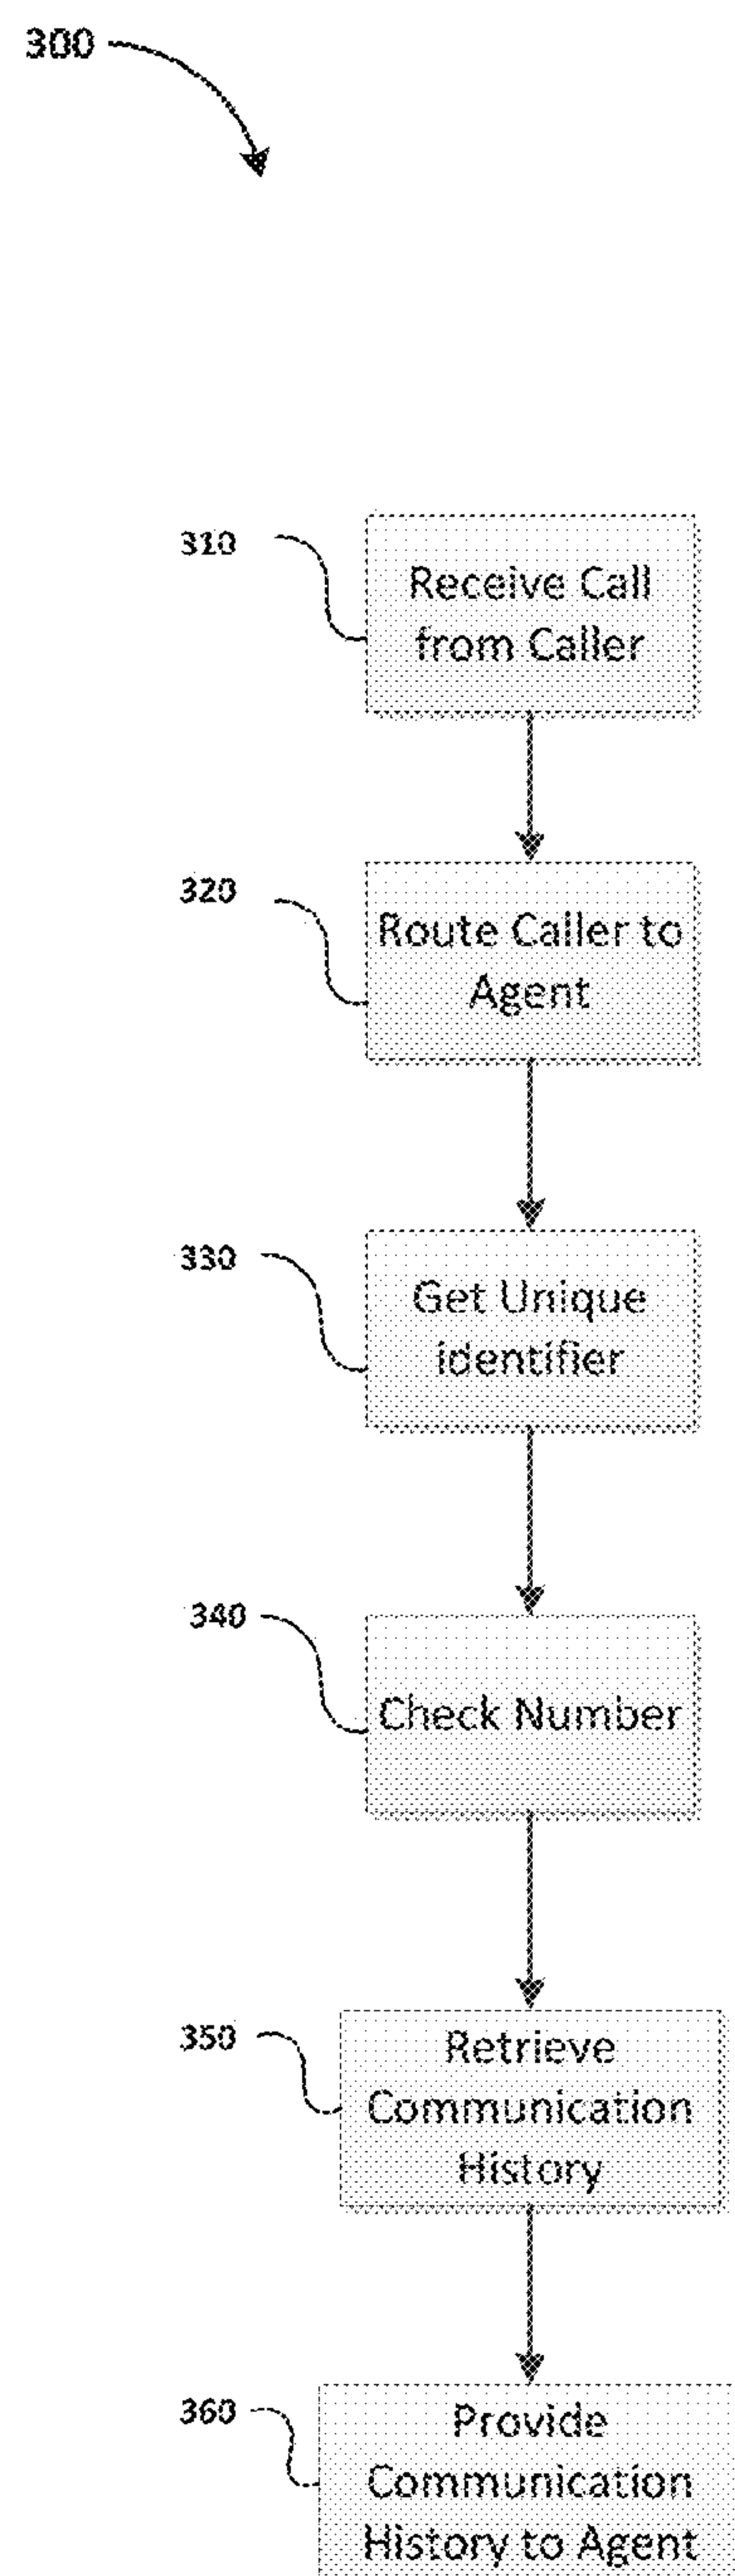 300
310
Receive Call
from Caller
320
Route Caller to
Agent
330
Get Unique
identifier
340
Check Number
350
Retrieve
Communication
History
360
Provide
Communication
History to Agent